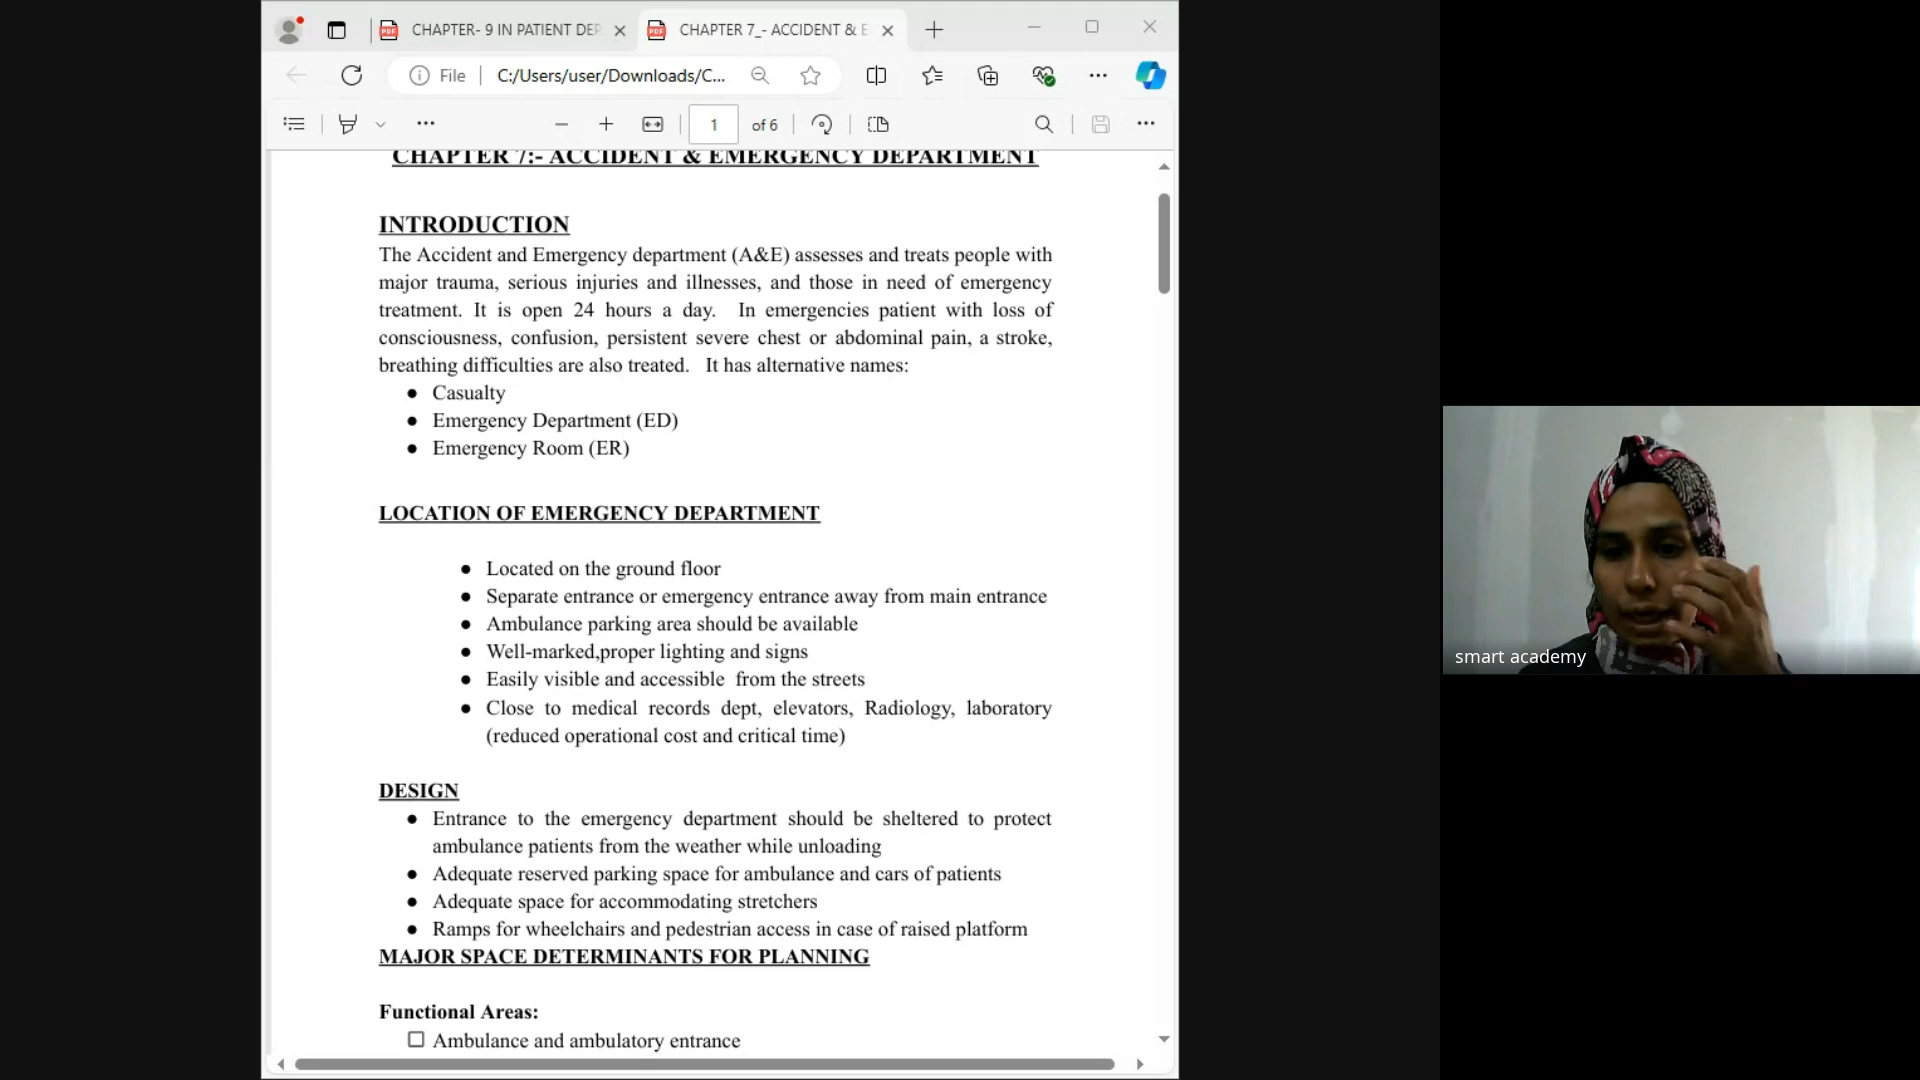 CHAPTER- 9 IN PATIENT DEP
CHAPTER 7_- ACCIDENT & E
File
C:/Users/user/Downloads/C...
1 of 6
CHAPTER 7:- ACCIDENT & EMERGENCY DEPARTMENT
INTRODUCTION
The Accident and Emergency department (A&E) assesses and treats people with
major trauma, serious injuries and illnesses, and those in need of emergency
treatment. It is open 24 hours a day. In emergencies patient with loss of
consciousness, confusion, persistent severe chest or abdominal pain, a stroke,
breathing difficulties are also treated. It has alternative names:
● Casualty
● Emergency Department (ED)
● Emergency Room (ER)
LOCATION OF EMERGENCY DEPARTMENT
● Located on the ground floor
● Separate entrance or emergency entrance away from main entrance
● Ambulance parking area should be available
● Well-marked,proper lighting and signs
● Easily visible and accessible from the streets
● Close to medical records dept, elevators, Radiology, laboratory
(reduced operational cost and critical time)
DESIGN
● Entrance to the emergency department should be sheltered to protect
ambulance patients from the weather while unloading
● Adequate reserved parking space for ambulance and cars of patients
● Adequate space for accommodating stretchers
● Ramps for wheelchairs and pedestrian access in case of raised platform
MAJOR SPACE DETERMINANTS FOR PLANNING
Functional Areas:
☐ Ambulance and ambulatory entrance
smart academy